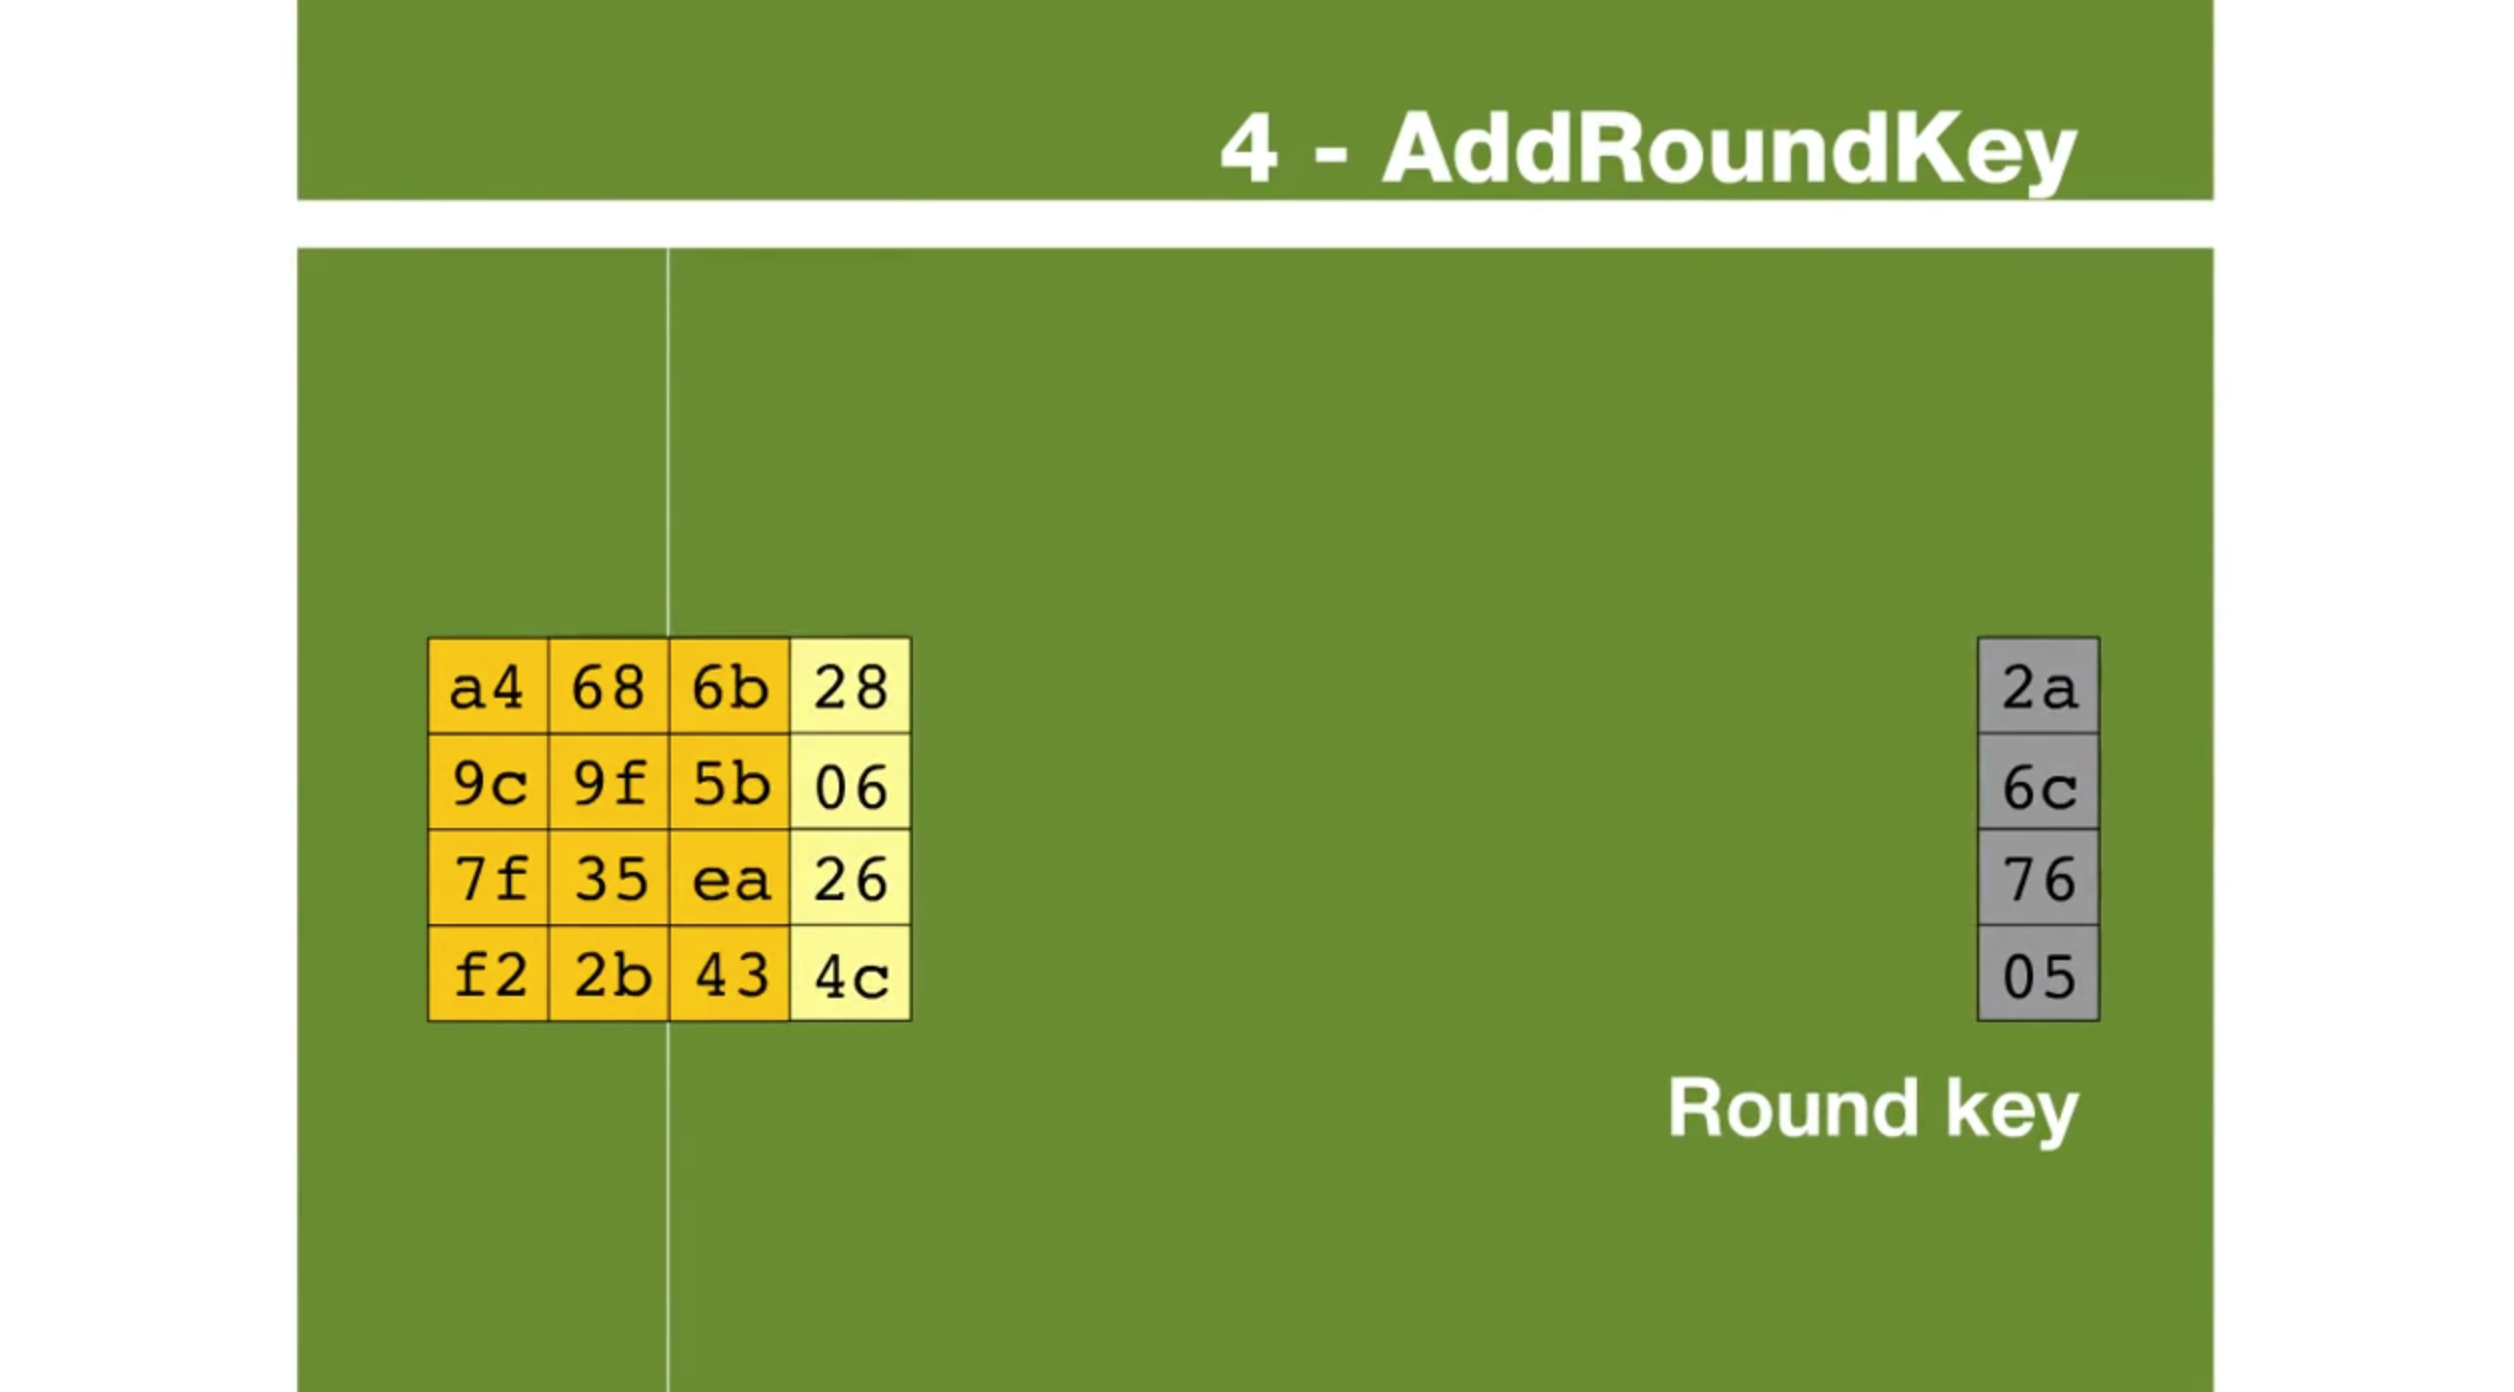 4 - AddRoundKey
a4 68 6b 28 2a
9c 9f 5b 06 6c
7f 35 ea 26 76
f2 2b 43 4c 05
Round key